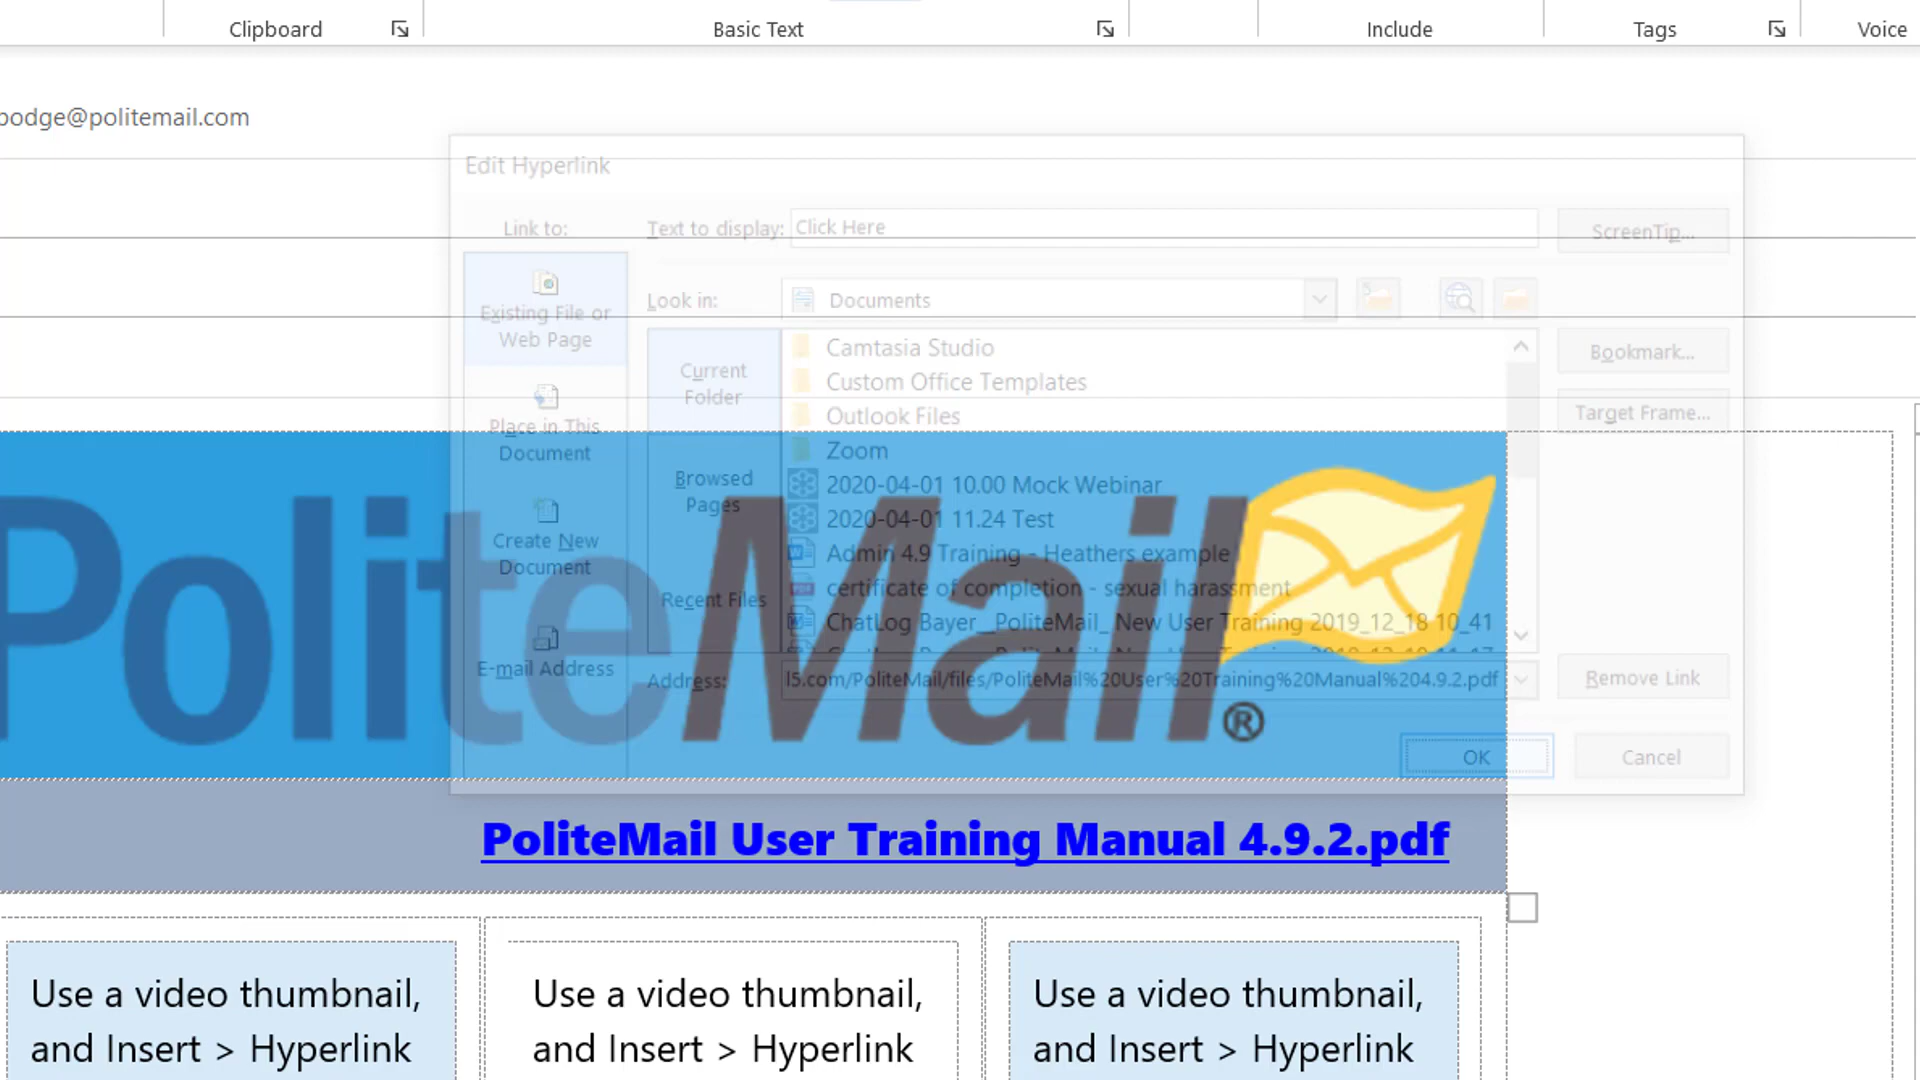 Clipboard
Basic Text
Include
Tags
Voice
bodge@politemail.com
Edit Hyperlink
Link to:
Text to display: Click Here
ScreenTip...
Existing File or
Web Page
Look in:
Documents
Current
Folder
Camtasia Studio
Custom Office Templates
Outlook Files
Zoom
2020-04-01 10.00 Mock Webinar
2020-04-01 11.24 Test
Admin 4.9 Training - Heathers example
certificate of completion - sexual harassment
ChatLog Bayer_ PoliteMail_ New User Training 2019_12_18 10_41
Bookmark...
Target Frame...
Place in This
Document
Browsed
Pages
Create New
Document
Recent Files
E-mail Address
Address: l5.com/PoliteMail/files/PoliteMail%20User%20Training%20Manual%204.9.2.pdf
Remove Link
OK
Cancel
PoliteMail®
PoliteMail User Training Manual 4.9.2.pdf
Use a video thumbnail,
and Insert > Hyperlink
Use a video thumbnail,
and Insert > Hyperlink
Use a video thumbnail,
and Insert > Hyperlink